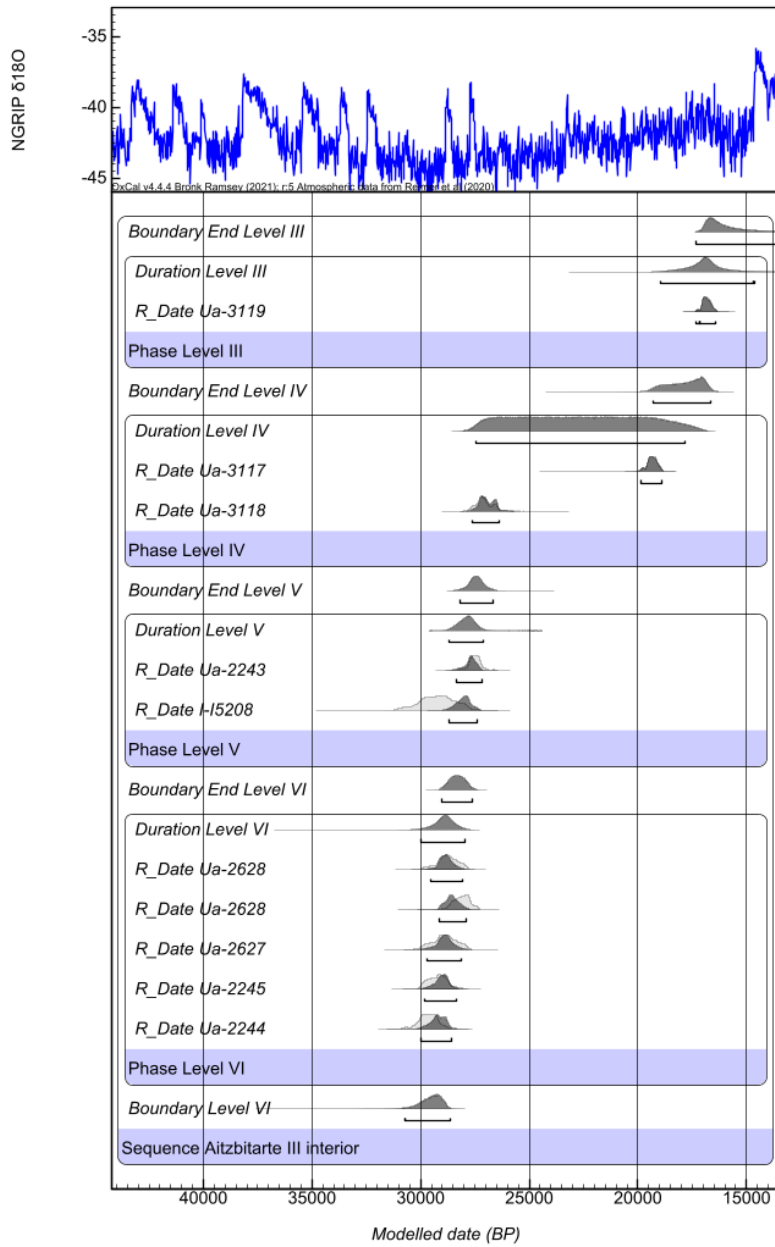 NGRIP δ18O
-35
-40
-45
OxCal v4.4.4 Bronk Ramsey (2021); r:5 Atmospheric data from Reimer et al (2020)
Boundary End Level III
Duration Level III
R_Date Ua-3119
Phase Level III
Boundary End Level IV
Duration Level IV
R_Date Ua-3117
R_Date Ua-3118
Phase Level IV
Boundary End Level V
Duration Level V
R_Date Ua-2243
R_Date I-I5208
Phase Level V
Boundary End Level VI
Duration Level VI
R_Date Ua-2628
R_Date Ua-2628
R_Date Ua-2627
R_Date Ua-2245
R_Date Ua-2244
Phase Level VI
Boundary Level VI
Sequence Aitzbitarte III interior
40000 35000 30000 25000 20000 15000
Modelled date (BP)